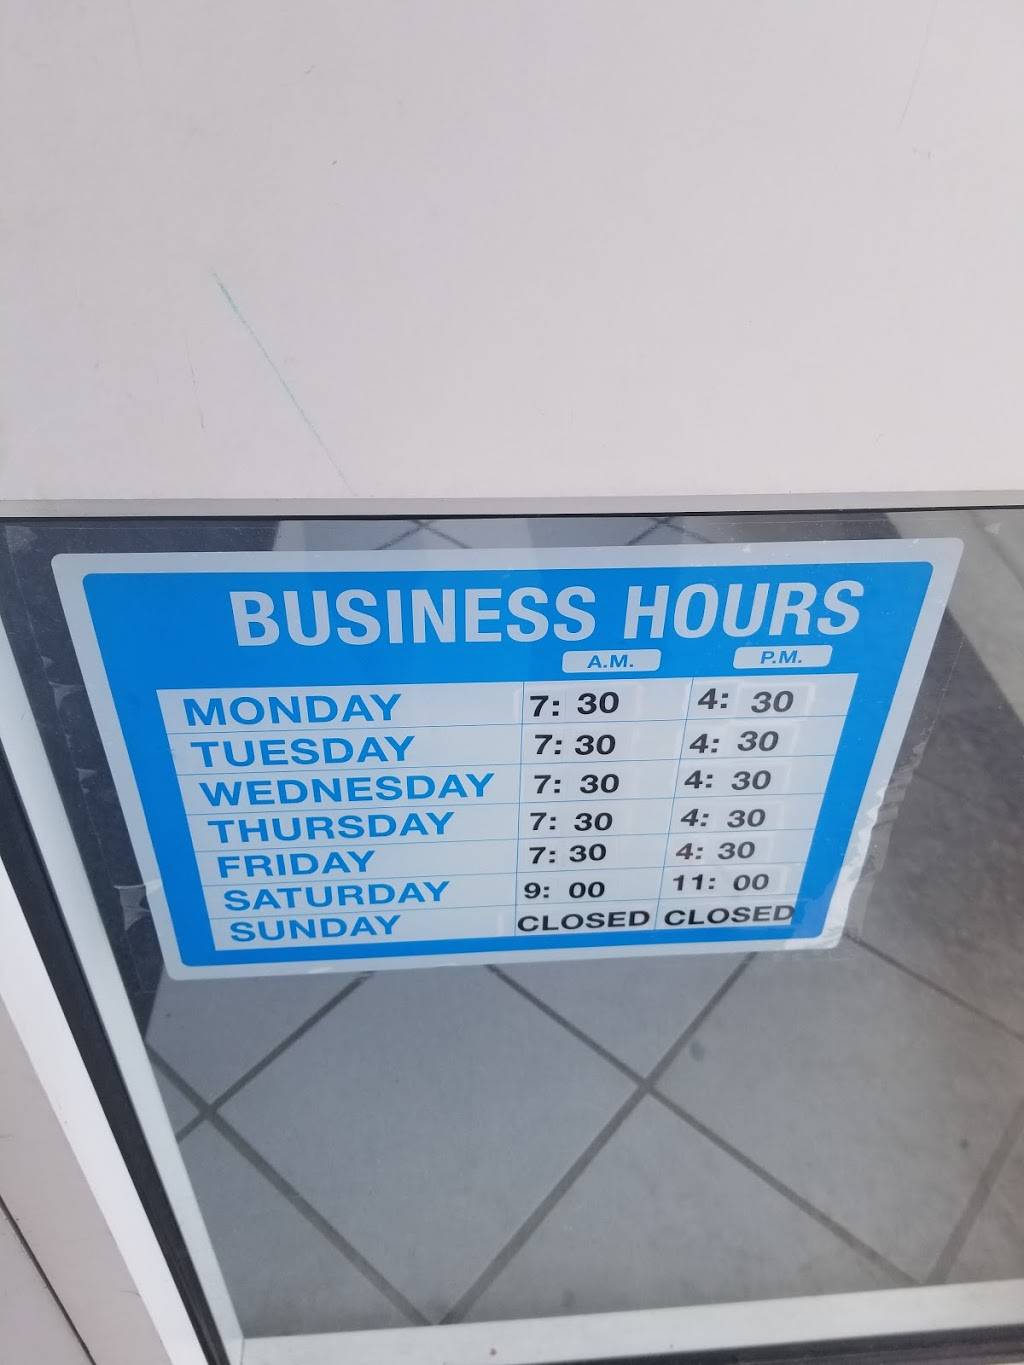 BUSINESS HOURS
A.M. P.M.
MONDAY 7: 30 4: 30
TUESDAY 7: 30 4: 30
WEDNESDAY 7: 30 4: 30
THURSDAY 7: 30 4: 30
FRIDAY 7: 30 4: 30
SATURDAY 9: 00 11: 00
SUNDAY CLOSED CLOSED